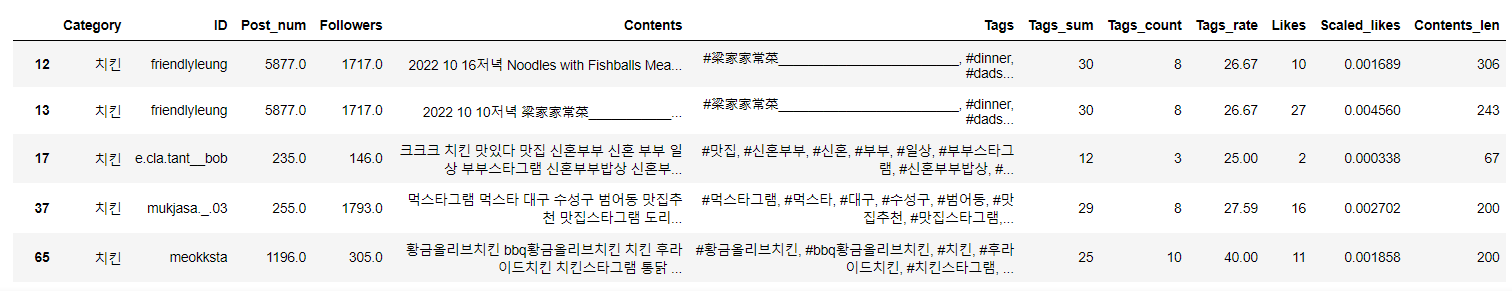 Category ID Post_num Followers Contents Tags Tags_sum Tags_count Tags_rate Likes Scaled_likes Contents_len
12 치킨 friendlyleung 5877.0 1717.0 2022 10 16저녁 Noodles with Fishballs Mea... #梁家家常菜___________________________, #dinner, #dads... 30 8 26.67 10 0.001689 306
13 치킨 friendlyleung 5877.0 1717.0 2022 10 10저녁 梁家家常菜____________... #梁家家常菜___________________________, #dinner, #dads... 30 8 26.67 27 0.004560 243
17 치킨 e.cla.tant__bob 235.0 146.0 크크크 치킨 맛있다 맛집 신혼부부 신혼 부부 일상 부부스타그램 신혼부부밥상 신혼부... #맛집, #신혼부부, #신혼, #부부, #일상, #부부스타그램, #신혼부부밥상, #... 12 3 25.00 2 0.000338 67
37 치킨 mukjasa._.03 255.0 1793.0 먹스타그램 먹스타 대구 수성구 범어동 맛집추천 맛집스타그램 도리... #먹스타그램, #먹스타, #대구, #수성구, #범어동, #맛집추천, #맛집스타그램,... 29 8 27.59 16 0.002702 200
65 치킨 meokksta 1196.0 305.0 황금올리브치킨 bbq황금올리브치킨 치킨 후라이드치킨 치킨스타그램 통닭 ... #황금올리브치킨, #bbq황금올리브치킨, #치킨, #후라이드치킨, #치킨스타그램, ... 25 10 40.00 11 0.001858 200